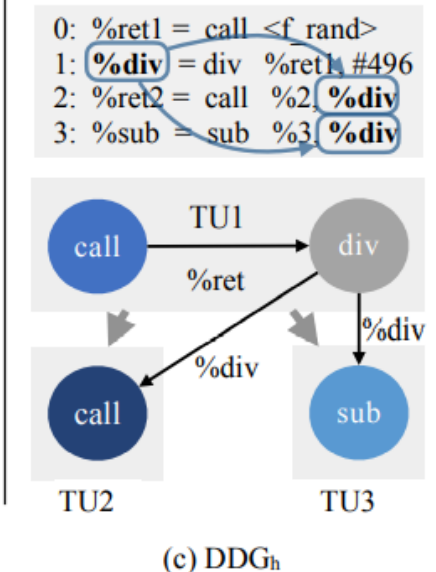 0: %ret1 = call <f_rand>
1: %div = div %ret1, #496
2: %ret2 = call %2, %div
3: %sub = sub %3, %div
TU1
call
div
%ret
%div
%div
call
sub
TU2
TU3
(c) DDGh